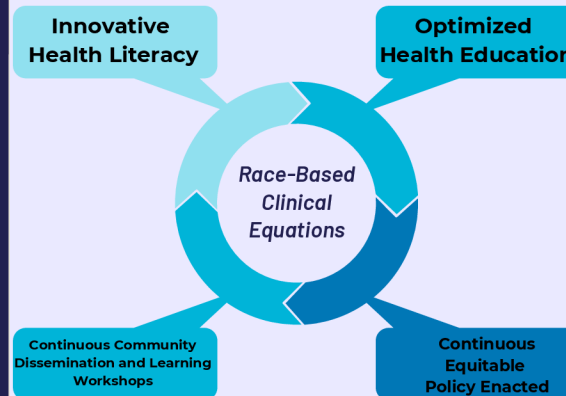 Innovative
Health Literacy
Optimized
Health Education
Race-Based
Clinical
Equations
Continuous Community
Dissemination and Learning
Workshops
Continuous
Equitable
Policy Enacted